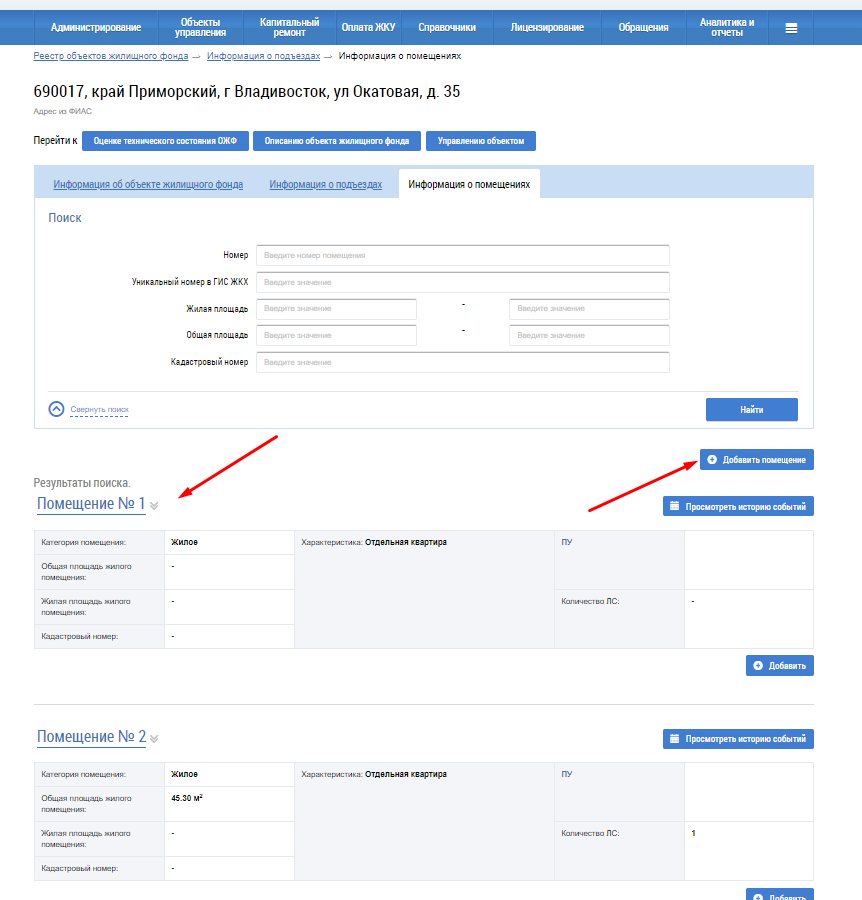 Администрирование
Объекты управления
Капитальный ремонт
Оплата ЖКУ
Справочники
Лицензирование
Обращения
Аналитика и отчеты
Реестр объектов жилищного фонда → Информация о подъездах → Информация о помещениях
690017, край Приморский, г Владивосток, ул Окатовая, д. 35
Адрес из ФИАС
Перейти к Оценке технического состояния ОЖФ Описанию объекта жилищного фонда Управлению объектом
Информация об объекте жилищного фонда Информация о подъездах Информация о помещениях
Поиск
Номер Введите номер помещения
Уникальный номер в ГИС ЖКХ Введите значение
Жилая площадь Введите значение - Введите значение
Общая площадь Введите значение - Введите значение
Кадастровый номер Введите значение
Свернуть поиск Найти
Добавить помещение
Результаты поиска.
Помещение № 1 Просмотреть историю событий
Категория помещения: Жилое Характеристика: Отдельная квартира ПУ
Общая площадь жилого
помещения: -
Жилая площадь жилого
помещения: - Количество ЛС: -
Кадастровый номер: -
Добавить
Помещение № 2 Просмотреть историю событий
Категория помещения: Жилое Характеристика: Отдельная квартира ПУ
Общая площадь жилого
помещения: 45.30 м²
Жилая площадь жилого
помещения: - Количество ЛС: 1
Кадастровый номер: -
Добавить